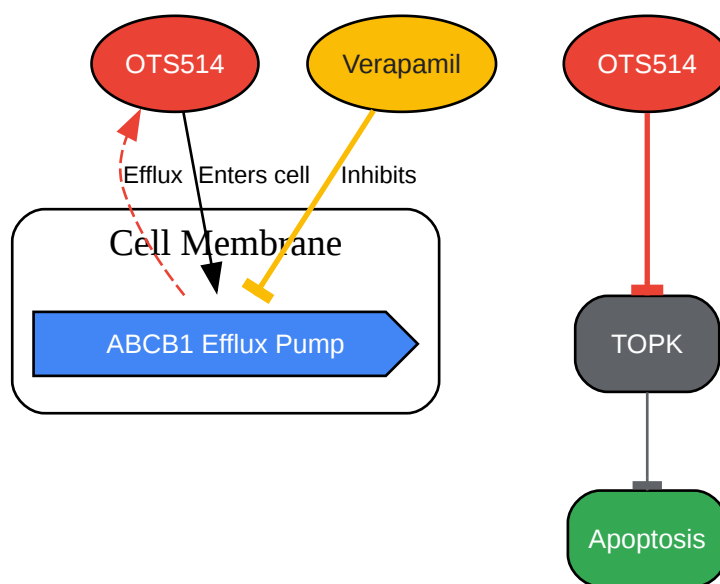 OTS514
Verapamil
OTS514
Efflux
Enters cell
Inhibits
Cell Membrane
ABCB1 Efflux Pump
TOPK
Apoptosis